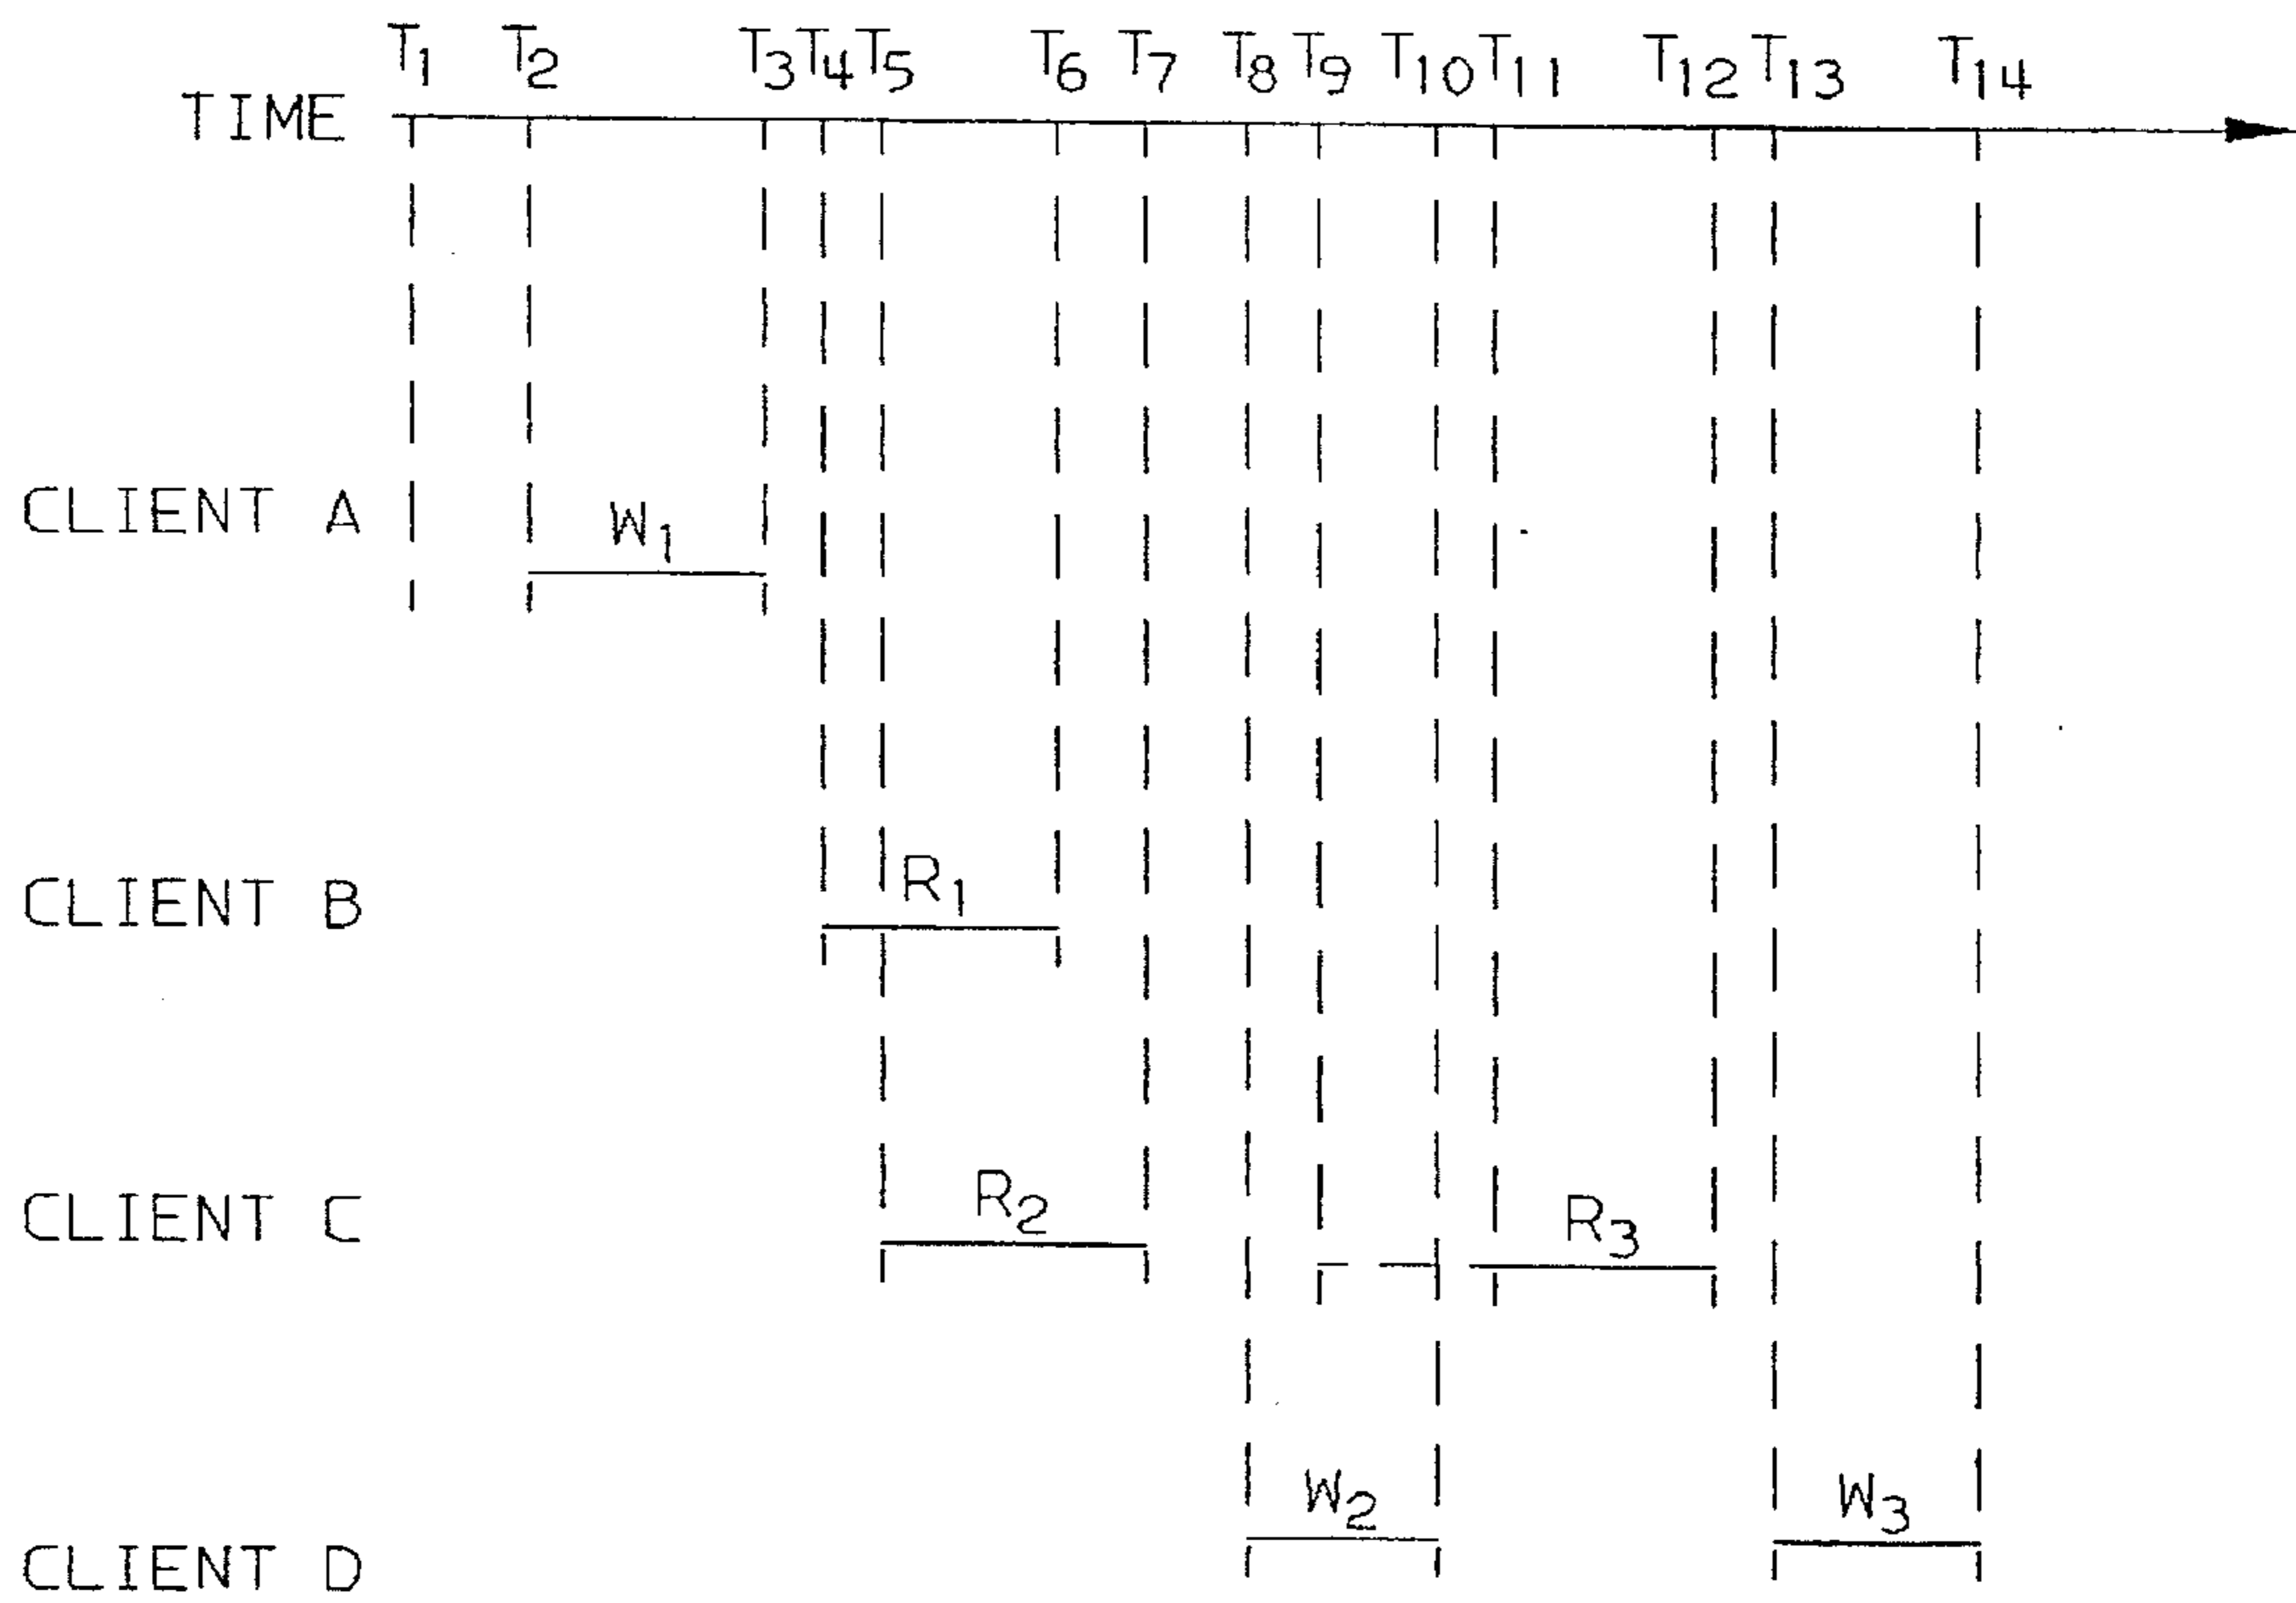 T1 T2 T3 T4 T5 T6 T7 T8 T9 T10 T11 T12 T13 T14
TIME
CLIENT A
W1
CLIENT B
R1
CLIENT C
R2
R3
CLIENT D
W2
W3